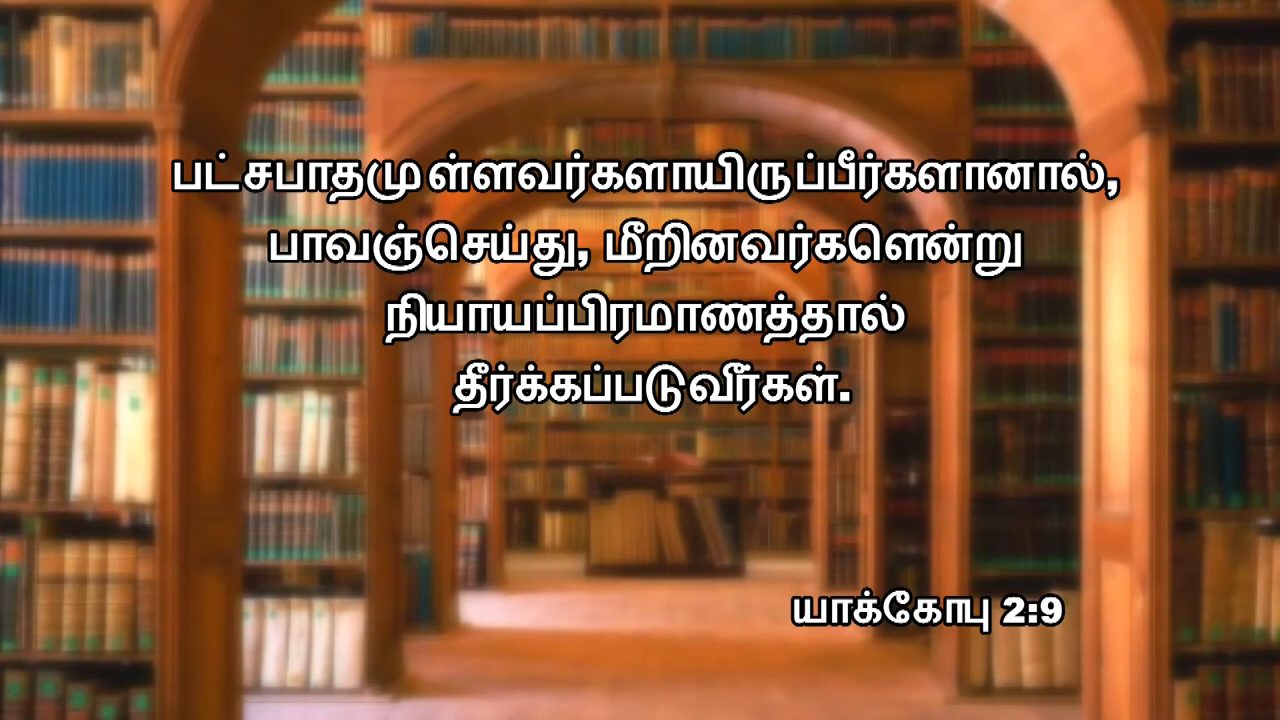 பட்சபாதமுள்ளவர்களாயிருப்பீர்களானால்,
பாவஞ்செய்து, மீறினவர்களென்று
நியாயப்பிரமாணத்தால்
தீர்க்கப்படுவீர்கள்.
யாக்கோபு 2:9